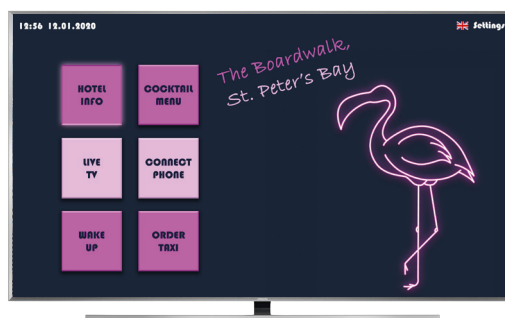 12:56 12.01.2020
Settings
The Boardwalk,
St. Peter's Bay
HOTEL
INFO
COCKTAIL
MENU
LIVE
TV
CONNECT
PHONE
WAKE
UP
ORDER
TAXI